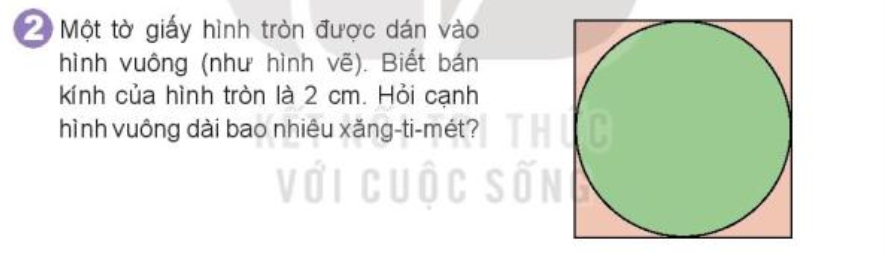 2 Một tờ giấy hình tròn được dán vào
hình vuông (như hình vẽ). Biết bán
kính của hình tròn là 2 cm. Hỏi cạnh
hình vuông dài bao nhiêu xăng-ti-mét?
KẾT NỐI TRI THỨC
VỚI CUỘC SỐNG